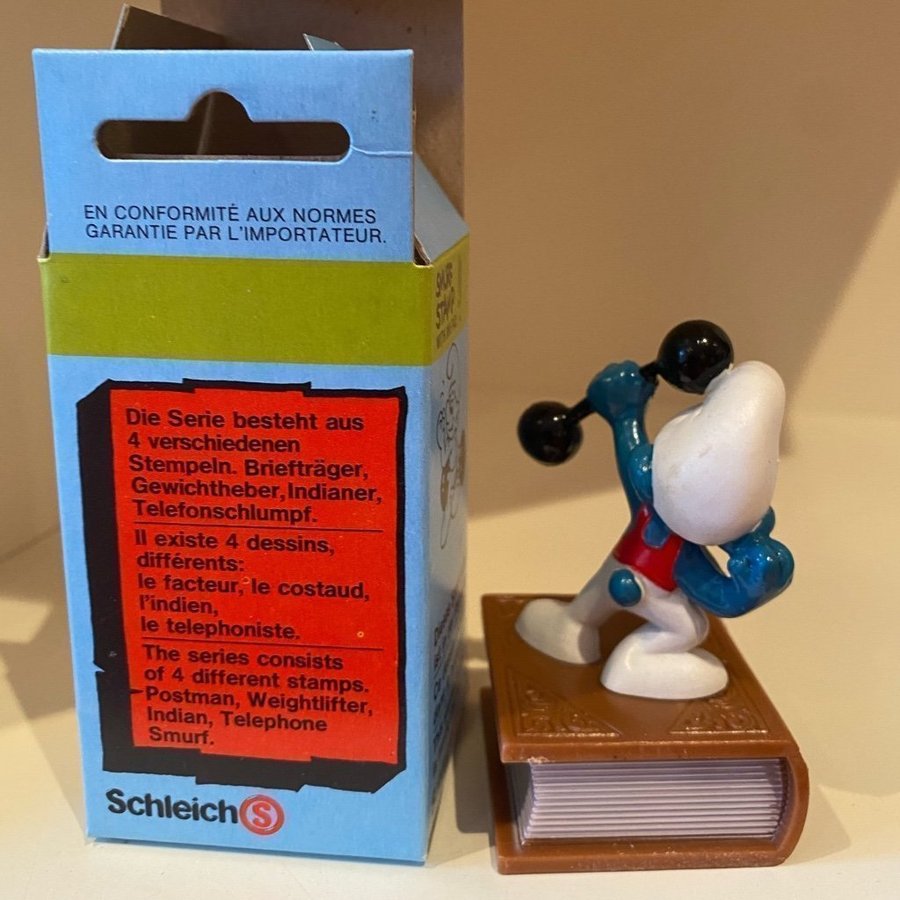 EN CONFORMITÉ AUX NORMES
GARANTIE PAR L'IMPORTATEUR.
Die Serie besteht aus
4 verschiedenen
Stempeln. Briefträger,
Gewichtheber,Indianer,
Telefonschlumpf.
Il existe 4 dessins,
différents:
le facteur, le costaud,
l'indien,
le telephoniste.
The series consists
of 4 different stamps.
Postman, Weightlifter,
Indian, Telephone
Smurf.
Schleich S